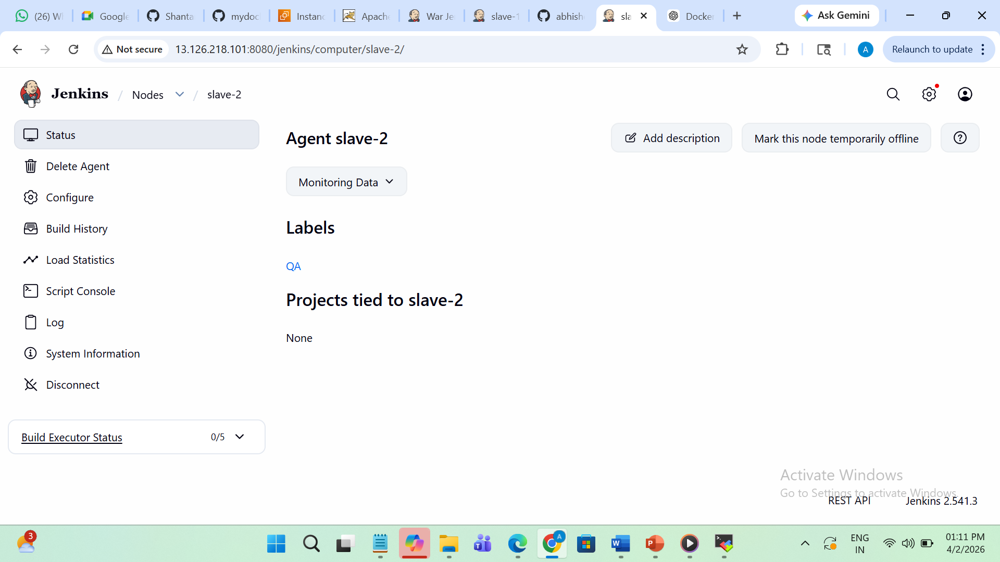 (26) W
Google
Shanta
mydoc
Instanc
Apache
War Je
slave-1
abhish
sla
Docker
Ask Gemini
Not secure
13.126.218.101:8080/jenkins/computer/slave-2/
A
Relaunch to update
Jenkins / Nodes / slave-2
Status
Delete Agent
Configure
Build History
Load Statistics
Script Console
Log
System Information
Disconnect
Build Executor Status 0/5
Agent slave-2
Add description
Mark this node temporarily offline
Monitoring Data
Labels
QA
Projects tied to slave-2
None
Activate Windows
Go to Settings to activate Windows.
REST API
Jenkins 2.541.3
3
A
ENG
IN
01:11 PM
4/2/2026